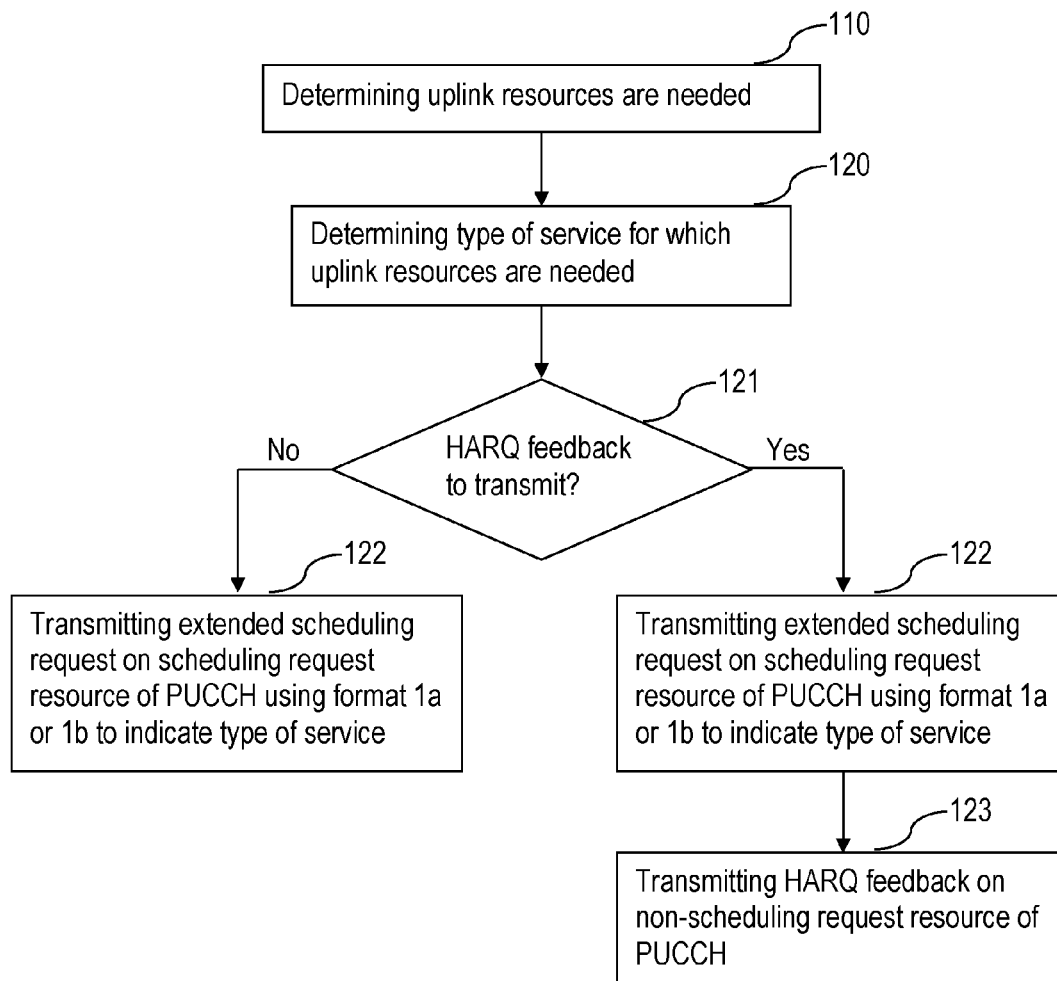 110
Determining uplink resources are needed
120
Determining type of service for which
uplink resources are needed
121
HARQ feedback
to transmit?
No
Yes
122
Transmitting extended scheduling
request on scheduling request
resource of PUCCH using format 1a
or 1b to indicate type of service
122
Transmitting extended scheduling
request on scheduling request
resource of PUCCH using format 1a
or 1b to indicate type of service
123
Transmitting HARQ feedback on
non-scheduling request resource of
PUCCH